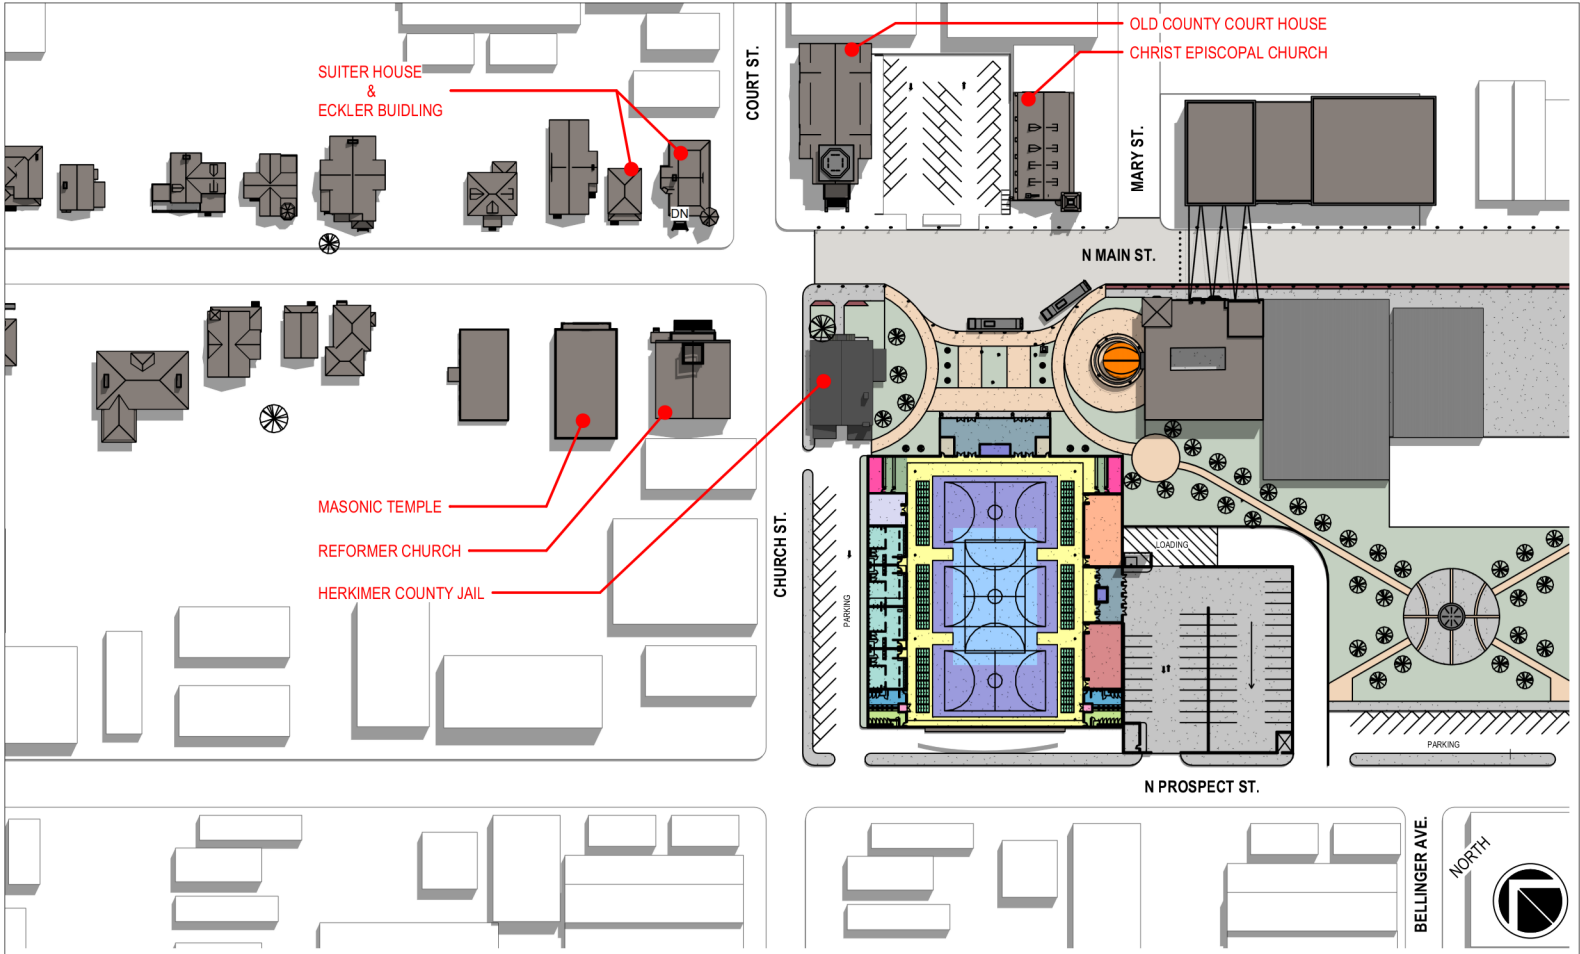 OLD COUNTY COURT HOUSE
CHRIST EPISCOPAL CHURCH
SUITER HOUSE
&
ECKLER BUIDLING
COURT ST.
MARY ST.
DN
N MAIN ST.
MASONIC TEMPLE
REFORMER CHURCH
HERKIMER COUNTY JAIL
CHURCH ST.
PARKING
LOADING
PARKING
N PROSPECT ST.
BELLINGER AVE.
NORTH